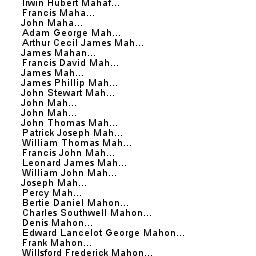 Irwin Hubert Mahaf...
Francis Maha...
John Maha...
Adam George Mah...
Arthur Cecil James Mah...
James Mahan...
Francis David Mah...
James Mah...
James Phillip Mah...
John Stewart Mah...
John Mah...
John Mah...
John Thomas Mah...
Patrick Joseph Mah...
William Thomas Mah...
Francis John Mah...
Leonard James Mah...
William John Mah...
Joseph Mah...
Percy Mah...
Bertie Daniel Mahon...
Charles Southwell Mahon...
Denis Mahon...
Edward Lancelot George Mahon...
Frank Mahon...
Willsford Frederick Mahon...